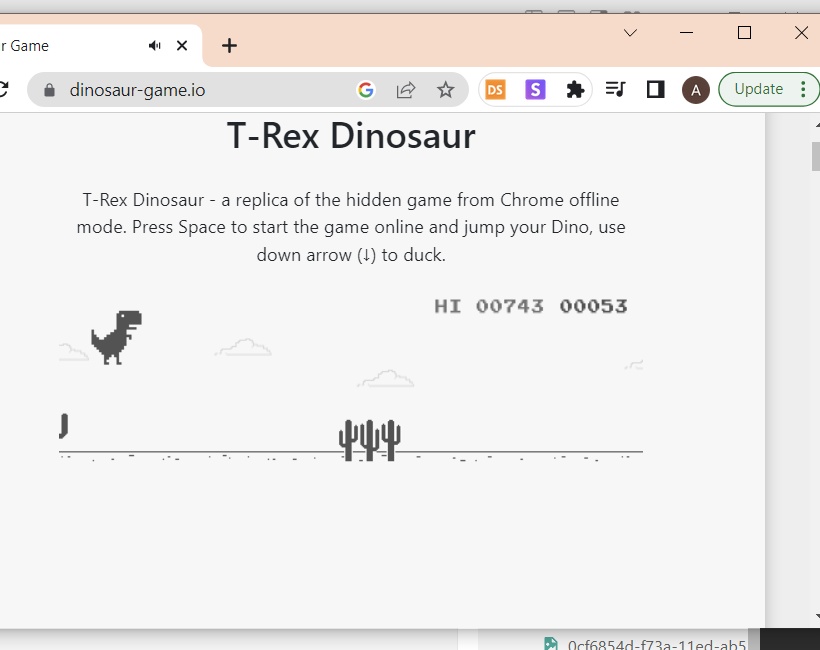 r Game
dinosaur-game.io
DS
S
A
Update
T-Rex Dinosaur
T-Rex Dinosaur - a replica of the hidden game from Chrome offline
mode. Press Space to start the game online and jump your Dino, use
down arrow (↓) to duck.
HI 00743 00053
0cf6854d-f73a-11ed-ab5